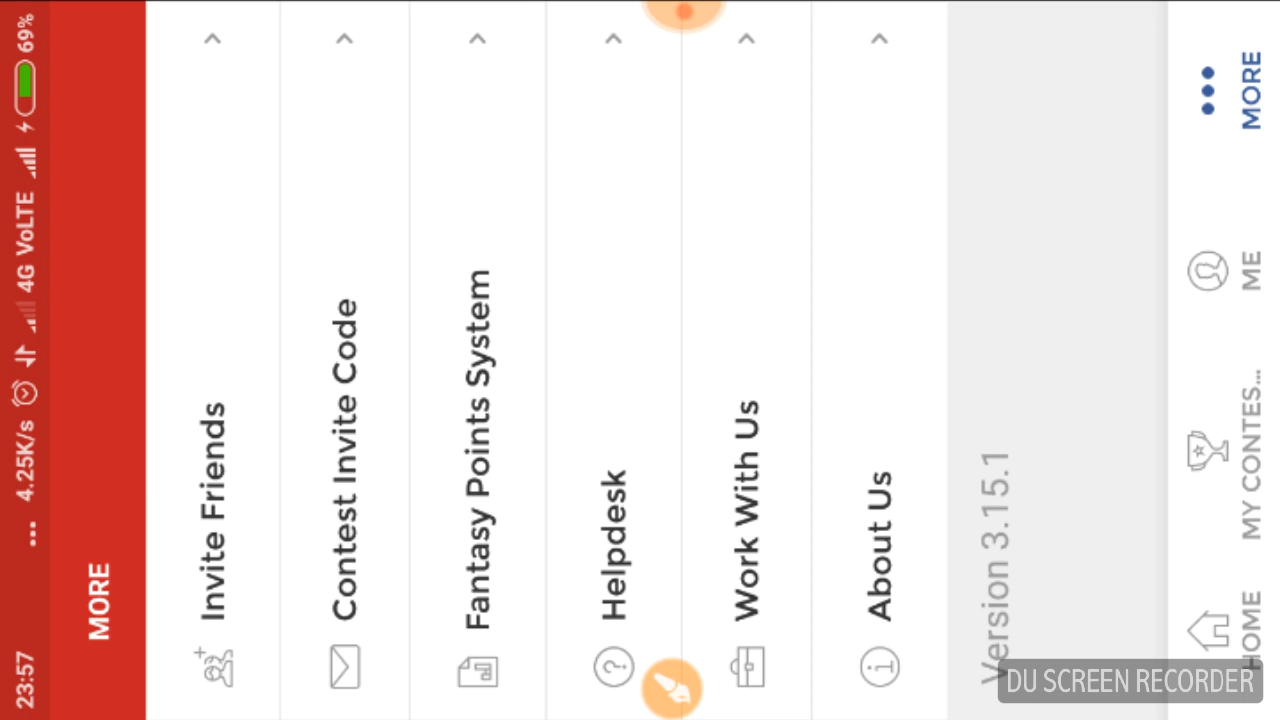 23:57 ... 4.25K/s 4G VoLTE 69%
MORE
Invite Friends
Contest Invite Code
Fantasy Points System
Helpdesk
Work With Us
About Us
Version 3.15.1
HOME
MY CONTES...
ME
MORE
DU SCREEN RECORDER